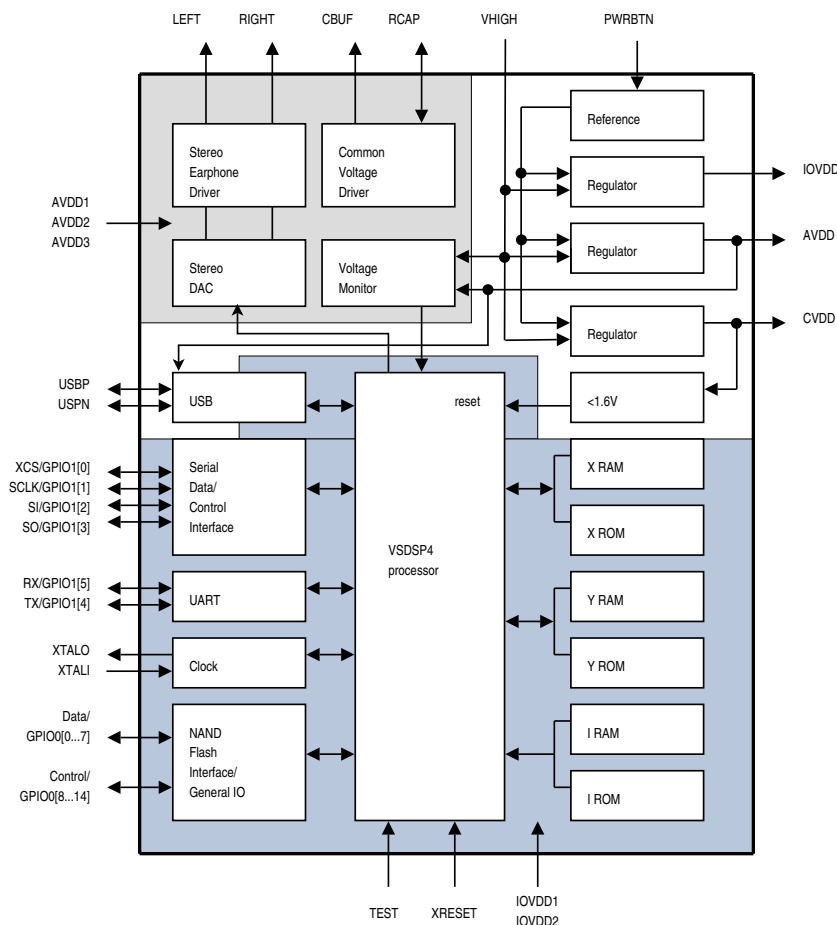 LEFT RIGHT CBUF RCAP VHIGH PWRBTN
Reference
Stereo
Earphone
Driver
Common
Voltage
Driver
Regulator
IOVDD
AVDD1
AVDD2
AVDD3
Stereo
DAC
Voltage
Monitor
Regulator
AVDD
Regulator
CVDD
USBP
USPN
USB
reset
<1.6V
XCS/GPIO1[0]
SCLK/GPIO1[1]
SI/GPIO1[2]
SO/GPIO1[3]
Serial
Data/
Control
Interface
X RAM
X ROM
VSDSP4
processor
RX/GPIO1[5]
TX/GPIO1[4]
UART
Y RAM
Y ROM
XTALO
XTALI
Clock
Data/
GPIO0[0...7]
Control/
GPIO0[8...14]
NAND
Flash
Interface/
General IO
I RAM
I ROM
TEST XRESET IOVDD1
IOVDD2